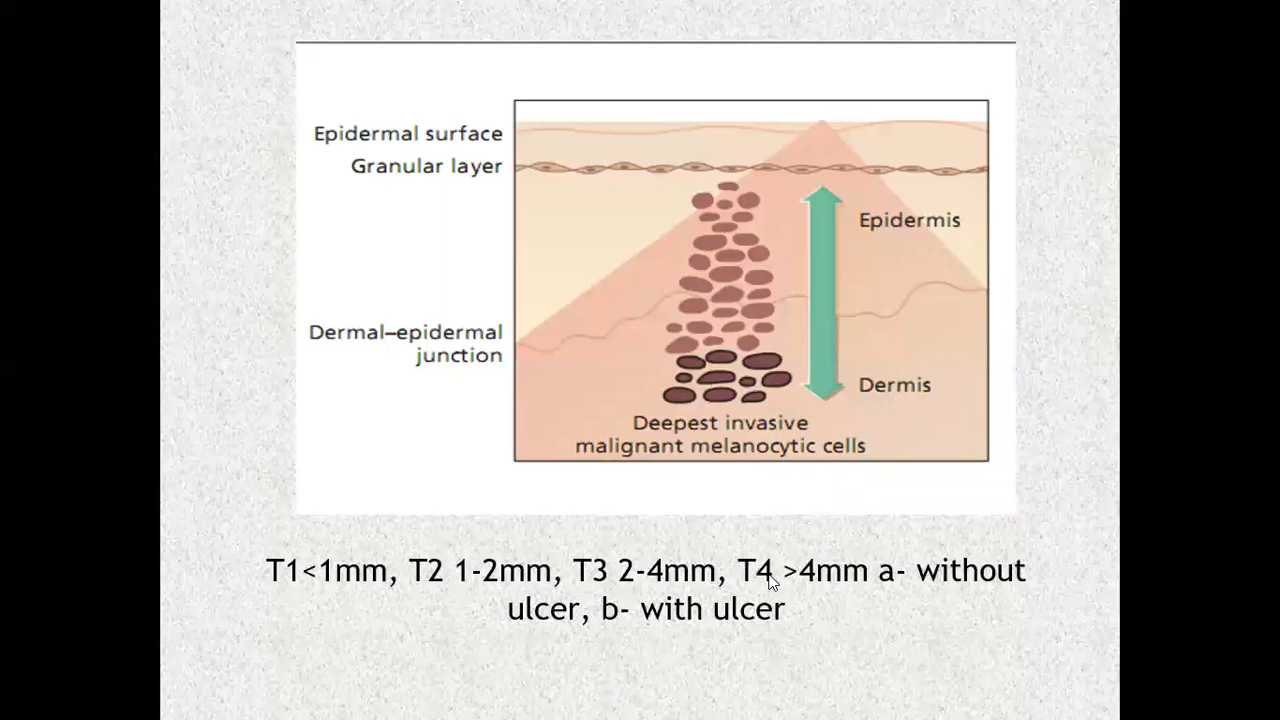 Epidermal surface
Granular layer
Epidermis
Dermal–epidermal
junction
Dermis
Deepest invasive
malignant melanocytic cells
T1<1mm, T2 1-2mm, T3 2-4mm, T4 >4mm a- without
ulcer, b- with ulcer